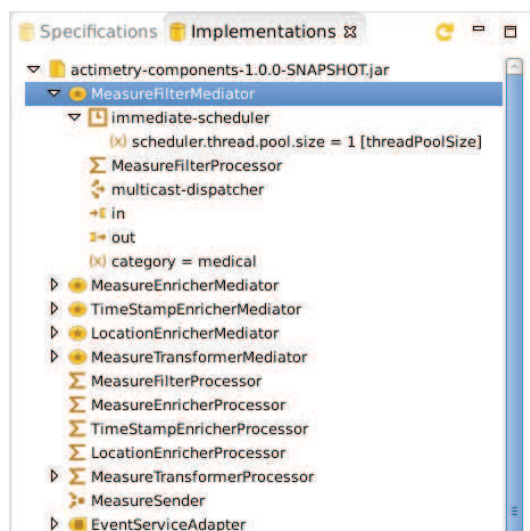 Specifications Implementations
actimetry-components-1.0.0-SNAPSHOT.jar
MeasureFilterMediator
immediate-scheduler
(x) scheduler.thread.pool.size = 1 [threadPoolSize]
MeasureFilterProcessor
multicast-dispatcher
in
out
(x) category = medical
MeasureEnricherMediator
TimeStampEnricherMediator
LocationEnricherMediator
MeasureTransformerMediator
MeasureFilterProcessor
MeasureEnricherProcessor
TimeStampEnricherProcessor
LocationEnricherProcessor
MeasureTransformerProcessor
MeasureSender
EventServiceAdapter